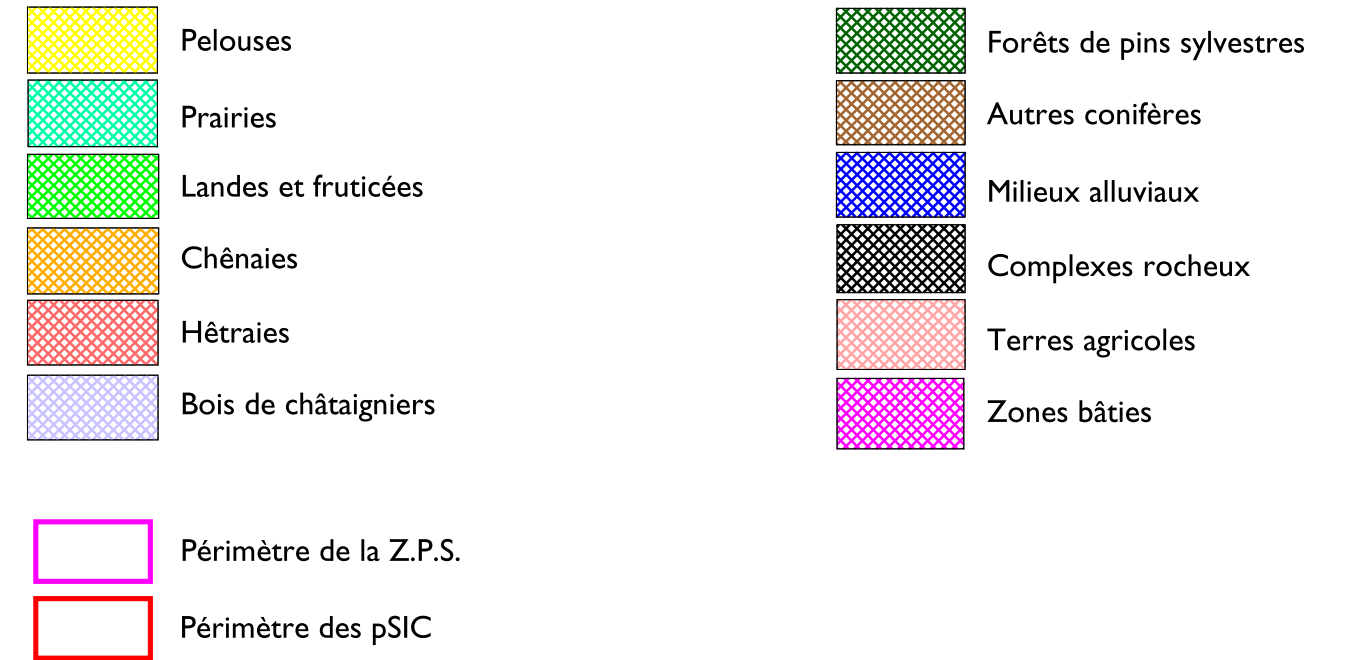 Pelouses
Prairies
Landes et fruticées
Chênaies
Hêtraies
Bois de châtaigniers
Forêts de pins sylvestres
Autres conifères
Milieux alluviaux
Complexes rocheux
Terres agricoles
Zones bâties
Périmètre de la Z.P.S.
Périmètre des pSIC